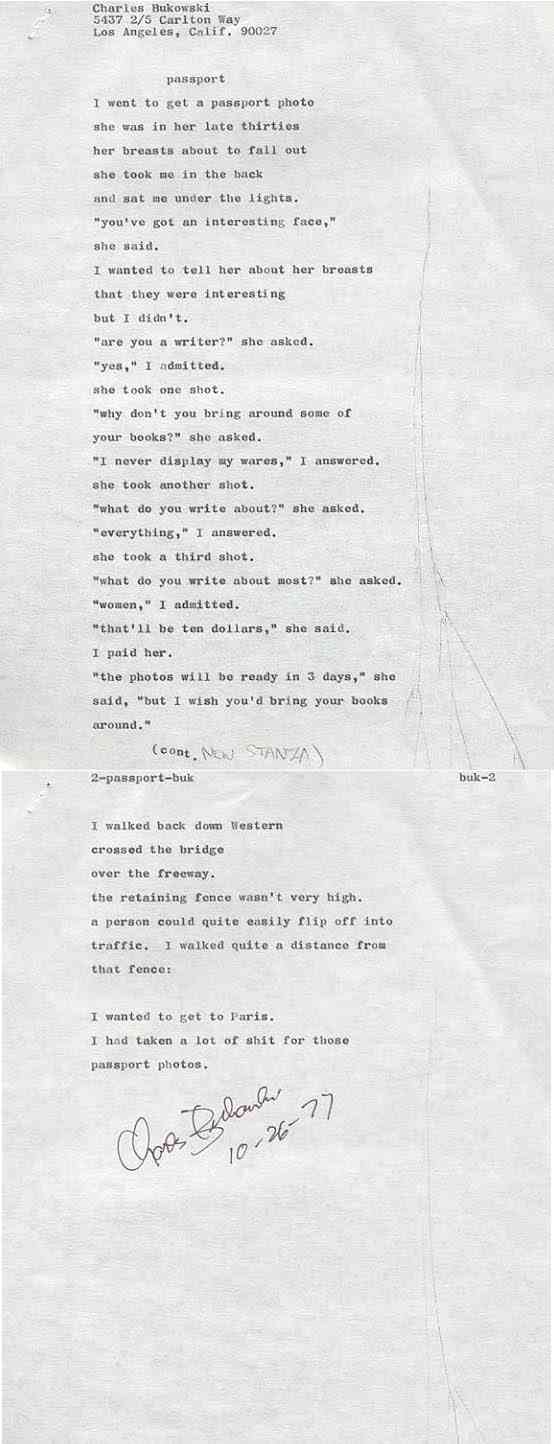 Charles Bukowski
5437 2/5 Carlton Way
Los Angeles, Calif. 90027
passport
I went to get a passport photo
she was in her late thirties
her breasts about to fall out
she took me in the back
and sat me under the lights.
"you've got an interesting face,"
she said.
I wanted to tell her about her breasts
that they were interesting
but I didn't.
"are you a writer?" she asked.
"yes," I admitted.
she took one shot.
"why don't you bring around some of
your books?" she asked.
"I never display my wares," I answered.
she took another shot.
"what do you write about?" she asked.
"everything," I answered.
she took a third shot.
"what do you write about most?" she asked.
"women," I admitted.
"that'll be ten dollars," she said.
I paid her.
"the photos will be ready in 3 days," she
said, "but I wish you'd bring your books
around."
(cont. NEW STANZA)
2-passport-buk buk-2
I walked back down Western
crossed the bridge
over the freeway.
the retaining fence wasn't very high.
a person could quite easily flip off into
traffic. I walked quite a distance from
that fence:
I wanted to get to Paris.
I had taken a lot of shit for those
passport photos.
Charles Bukowski
10-26-77